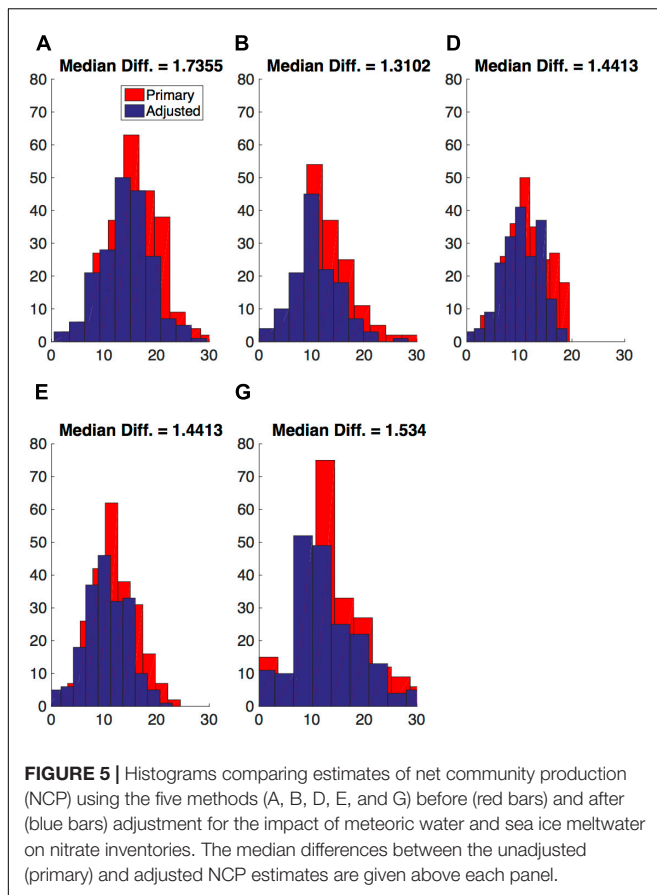 A
Median Diff. = 1.7355
80
70
60
50
40
30
20
10
0
0 10 20 30
Primary
Adjusted
B
Median Diff. = 1.3102
80
70
60
50
40
30
20
10
0
0 10 20 30
D
Median Diff. = 1.4413
80
70
60
50
40
30
20
10
0
0 10 20 30
E
Median Diff. = 1.4413
80
70
60
50
40
30
20
10
0
0 10 20 30
G
Median Diff. = 1.534
80
70
60
50
40
30
20
10
0
0 10 20 30
FIGURE 5 | Histograms comparing estimates of net community production
(NCP) using the five methods (A, B, D, E, and G) before (red bars) and after
(blue bars) adjustment for the impact of meteoric water and sea ice meltwater
on nitrate inventories. The median differences between the unadjusted
(primary) and adjusted NCP estimates are given above each panel.